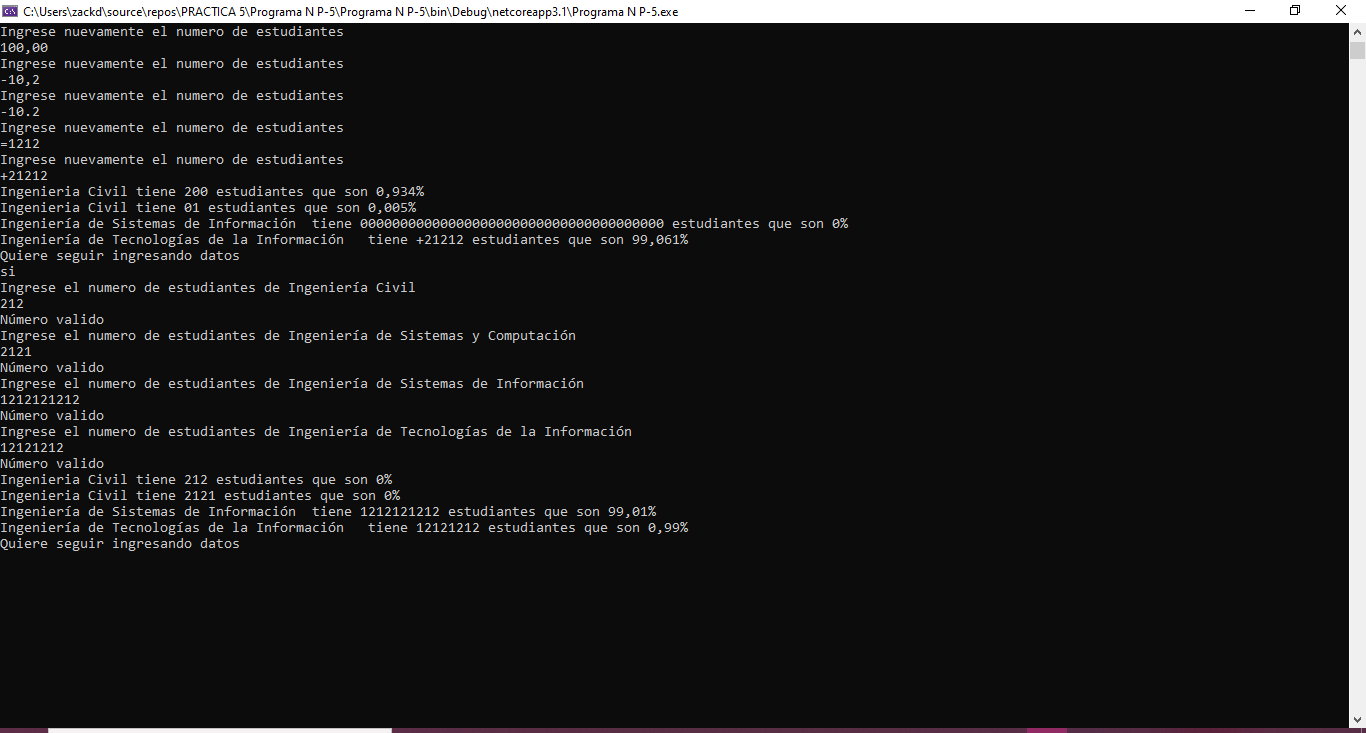 C:\Users\zackd\source\repos\PRACTICA 5\Programa N P-5\Programa N P-5\bin\Debug\netcoreapp3.1\Programa N P-5.exe
Ingrese nuevamente el numero de estudiantes
100,00
Ingrese nuevamente el numero de estudiantes
-10,2
Ingrese nuevamente el numero de estudiantes
-10.2
Ingrese nuevamente el numero de estudiantes
=1212
Ingrese nuevamente el numero de estudiantes
+21212
Ingenieria Civil tiene 200 estudiantes que son 0,934%
Ingenieria Civil tiene 01 estudiantes que son 0,005%
Ingeniería de Sistemas de Información  tiene 00000000000000000000000000000000000000 estudiantes que son 0%
Ingeniería de Tecnologías de la Información   tiene +21212 estudiantes que son 99,061%
Quiere seguir ingresando datos
si
Ingrese el numero de estudiantes de Ingeniería Civil
212
Número valido
Ingrese el numero de estudiantes de Ingeniería de Sistemas y Computación
2121
Número valido
Ingrese el numero de estudiantes de Ingeniería de Sistemas de Información
1212121212
Número valido
Ingrese el numero de estudiantes de Ingeniería de Tecnologías de la Información
12121212
Número valido
Ingenieria Civil tiene 212 estudiantes que son 0%
Ingenieria Civil tiene 2121 estudiantes que son 0%
Ingeniería de Sistemas de Información  tiene 1212121212 estudiantes que son 99,01%
Ingeniería de Tecnologías de la Información   tiene 12121212 estudiantes que son 0,99%
Quiere seguir ingresando datos